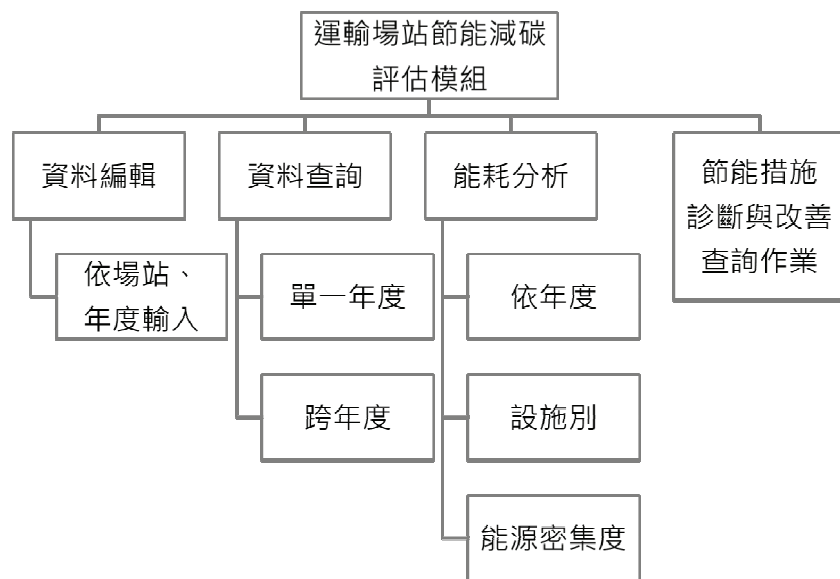 運輸場站節能減碳
評估模組
資料編輯
資料查詢
能耗分析
節能措施
診斷與改善
查詢作業
依場站、
年度輸入
單一年度
依年度
跨年度
設施別
能源密集度